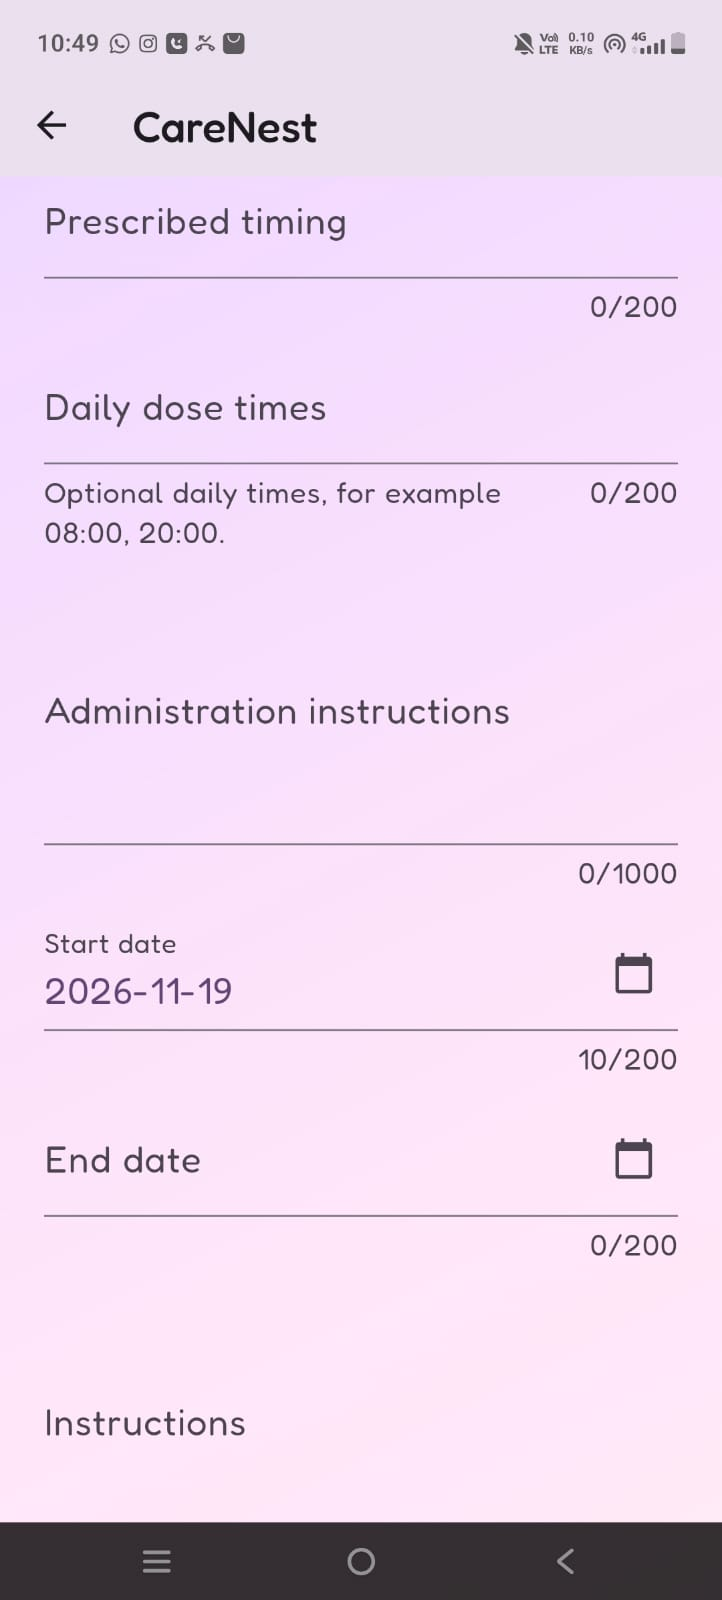 10:49
Vo) 0.10 4G
LTE KB/s
CareNest
Prescribed timing
0/200
Daily dose times
Optional daily times, for example 0/200
08:00, 20:00.
Administration instructions
0/1000
Start date
2026-11-19
10/200
End date
0/200
Instructions